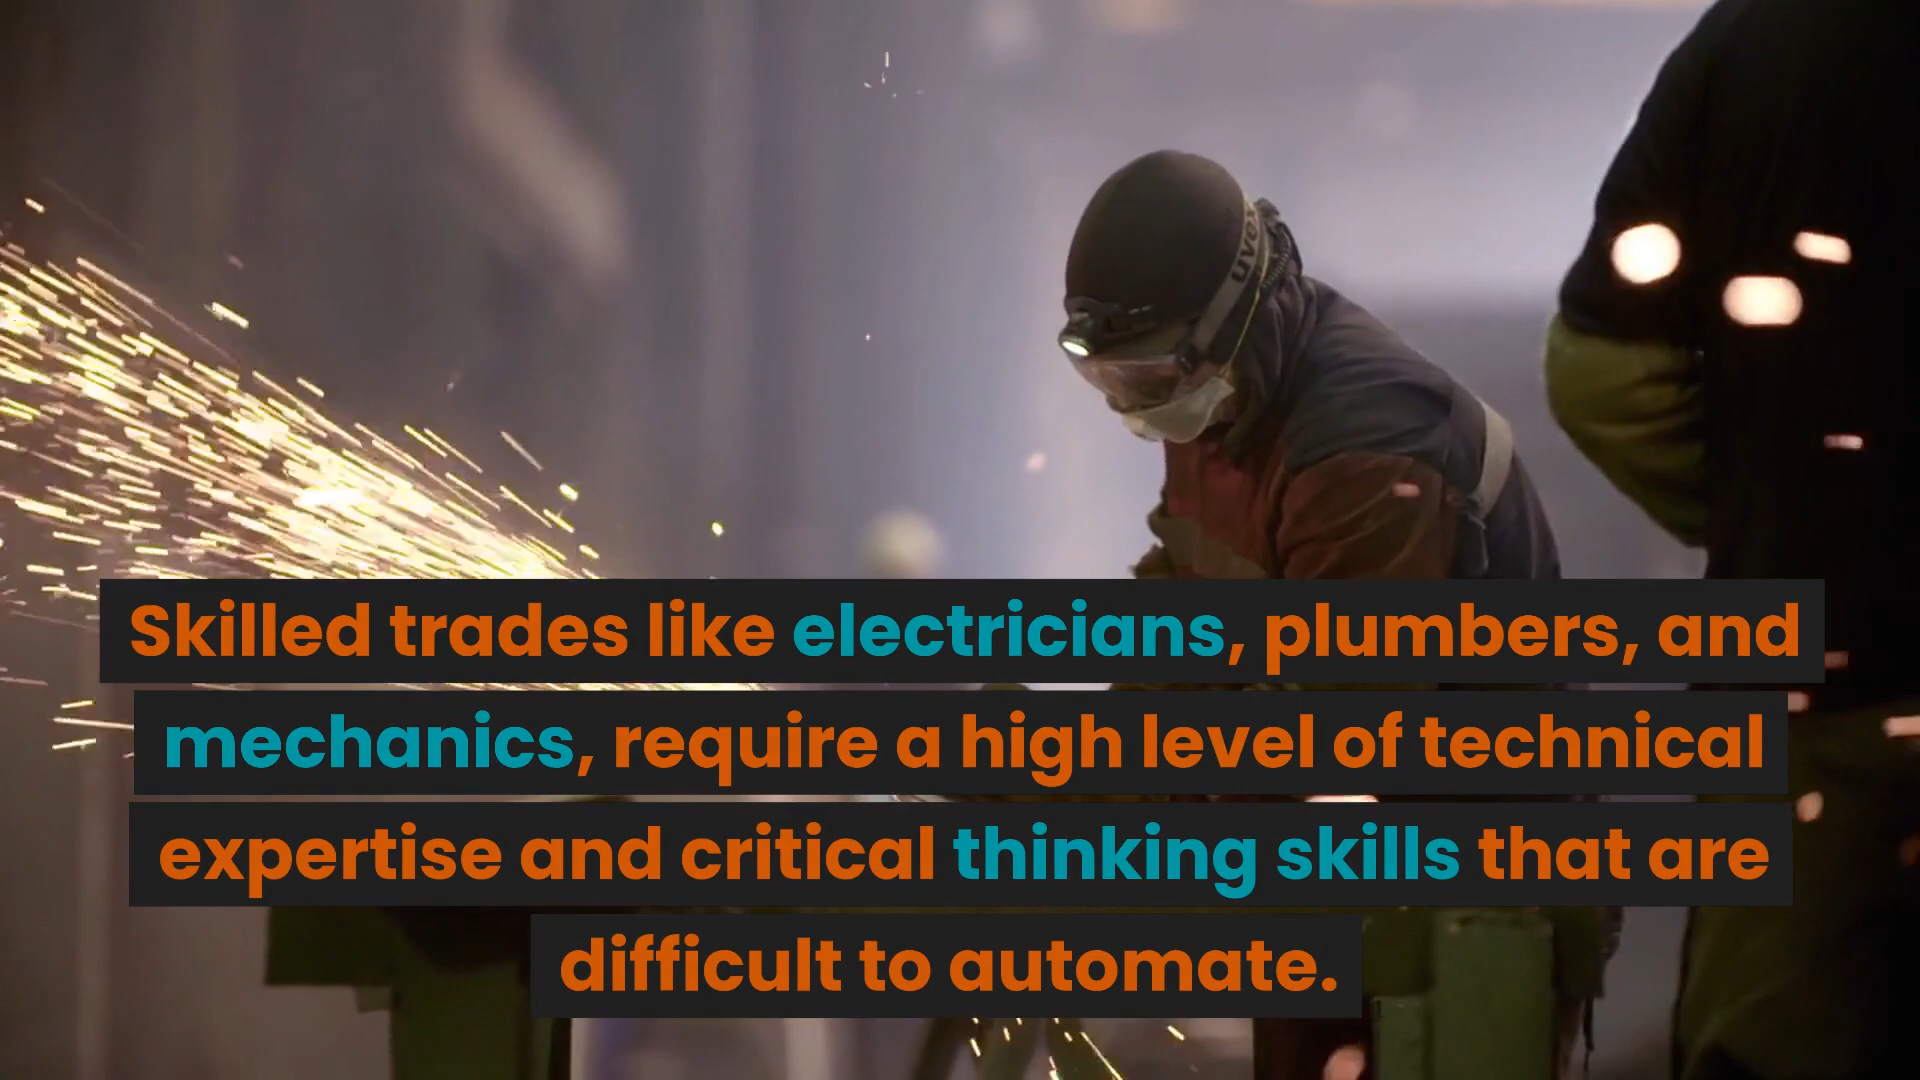 uvex
Skilled trades like electricians, plumbers, and
mechanics, require a high level of technical
expertise and critical thinking skills that are
difficult to automate.